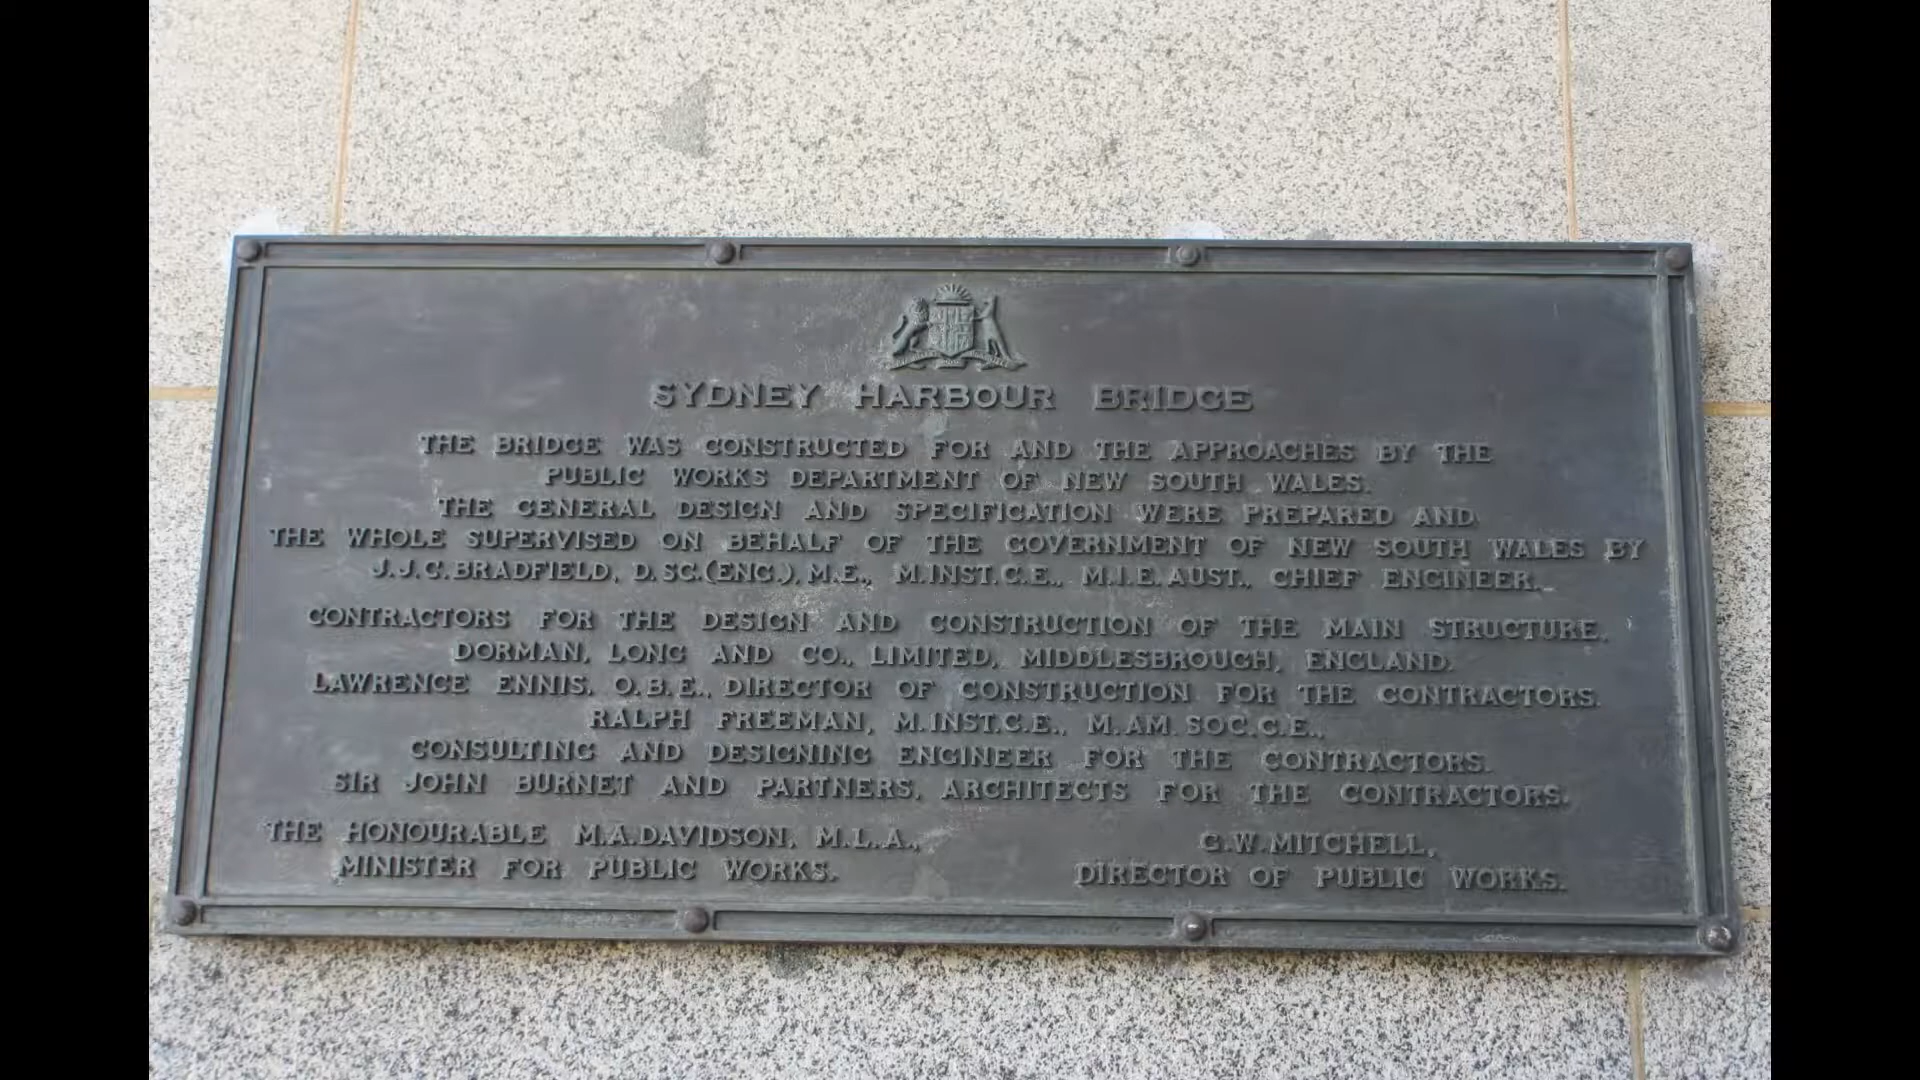 SYDNEY HARBOUR BRIDGE
THE BRIDGE WAS CONSTRUCTED FOR AND THE APPROACHES BY THE
PUBLIC WORKS DEPARTMENT OF NEW SOUTH WALES.
THE GENERAL DESIGN AND SPECIFICATION WERE PREPARED AND
THE WHOLE SUPERVISED ON BEHALF OF THE GOVERNMENT OF NEW SOUTH WALES BY
J.J.C.BRADFIELD, D.SC.(ENG.), M.E., M.INST.C.E., M.I.E.AUST., CHIEF ENGINEER.
CONTRACTORS FOR THE DESIGN AND CONSTRUCTION OF THE MAIN STRUCTURE,
DORMAN, LONG AND CO., LIMITED, MIDDLESBROUGH, ENGLAND.
LAWRENCE ENNIS, O.B.E., DIRECTOR OF CONSTRUCTION FOR THE CONTRACTORS.
RALPH FREEMAN, M.INST.C.E., M.AM.SOC.C.E.,
CONSULTING AND DESIGNING ENGINEER FOR THE CONTRACTORS.
SIR JOHN BURNET AND PARTNERS, ARCHITECTS FOR THE CONTRACTORS.
THE HONOURABLE M.A.DAVIDSON, M.L.A.,
MINISTER FOR PUBLIC WORKS.
G.W.MITCHELL,
DIRECTOR OF PUBLIC WORKS.